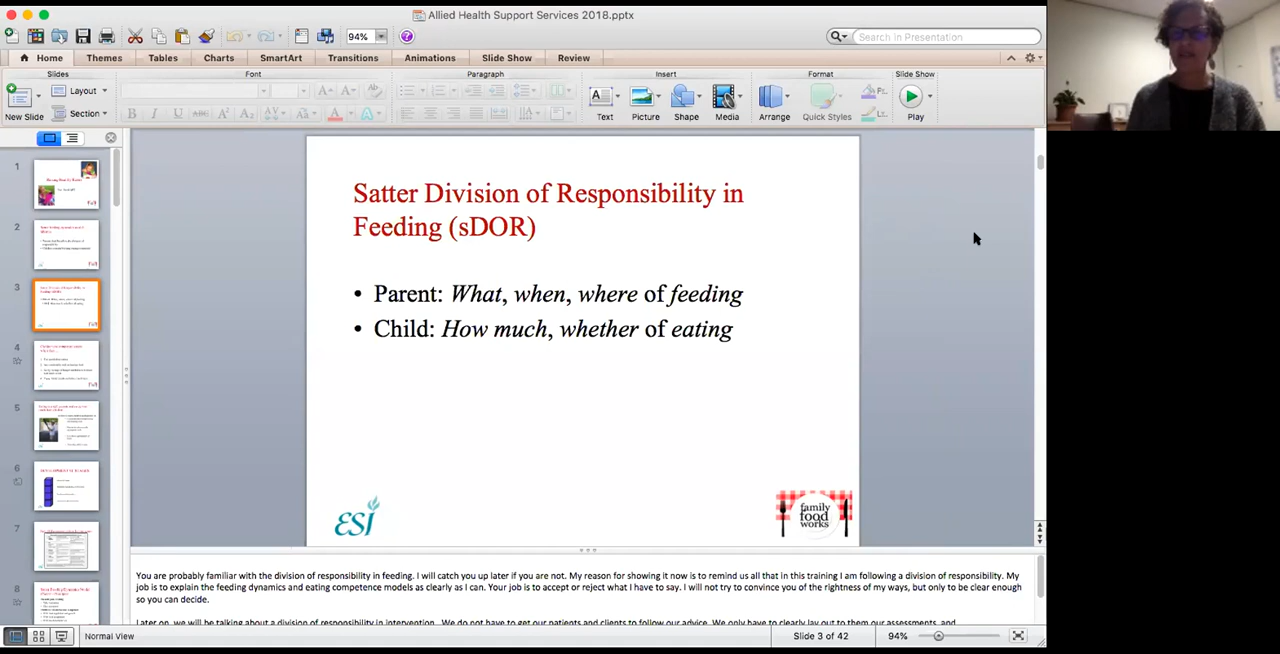 Allied Health Support Services 2018.pptx
94%
Search in Presentation
Home
Themes
Tables
Charts
SmartArt
Transitions
Animations
Slide Show
Review
Slides
Font
Paragraph
Insert
Format
Slide Show
New Slide
Layout
Section
Text
Picture
Shape
Media
Arrange
Quick Styles
Play
1
2
3
4
5
6
7
8
Satter Division of Responsibility in
Feeding (sDOR)
• Parent: What, when, where of feeding
• Child: How much, whether of eating
ESI
family
food
works
You are probably familiar with the division of responsibility in feeding. I will catch you up later if you are not. My reason for showing it now is to remind us all that in this training I am following a division of responsibility. My
job is to explain the feeding dynamics and eating competence models as clearly as I can. Your job is to accept or reject what I have to say. I will not try to convince you of the rightness of my ways, but only to be clear enough
so you can decide.
Later on, we will be talking about a division of responsibility in intervention. We do not have to get our patients and clients to follow our advice. We only have to clearly lay out to them our assessments, and
Normal View
Slide 3 of 42
94%